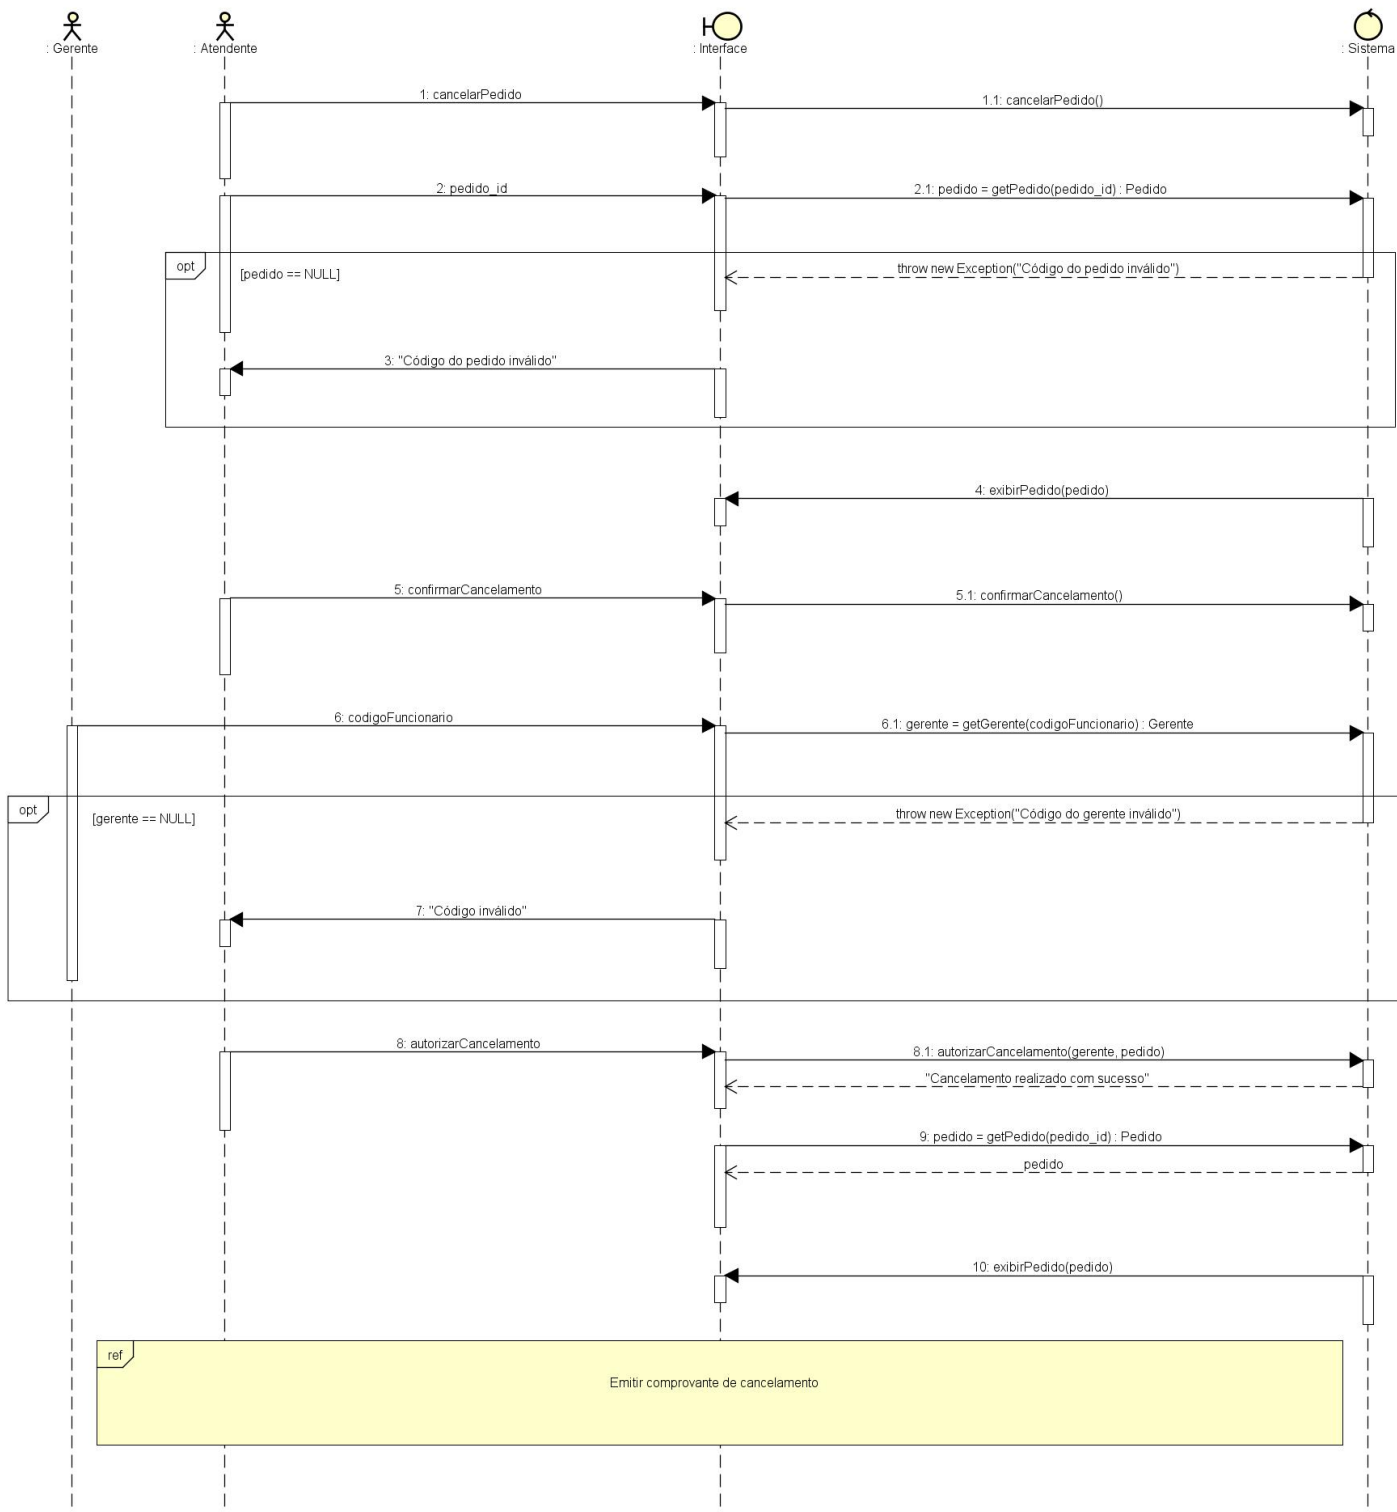 : Gerente
: Atendente
: Interface
: Sistema
1: cancelarPedido
1.1: cancelarPedido()
2: pedido_id
2.1: pedido = getPedido(pedido_id) : Pedido
opt
[pedido == NULL]
throw new Exception("Código do pedido inválido")
3: "Código do pedido inválido"
4: exibirPedido(pedido)
5: confirmarCancelamento
5.1: confirmarCancelamento()
6: codigoFuncionario
6.1: gerente = getGerente(codigoFuncionario) : Gerente
opt
[gerente == NULL]
throw new Exception("Código do gerente inválido")
7: "Código inválido"
8: autorizarCancelamento
8.1: autorizarCancelamento(gerente, pedido)
"Cancelamento realizado com sucesso"
9: pedido = getPedido(pedido_id) : Pedido
pedido
10: exibirPedido(pedido)
ref
Emitir comprovante de cancelamento